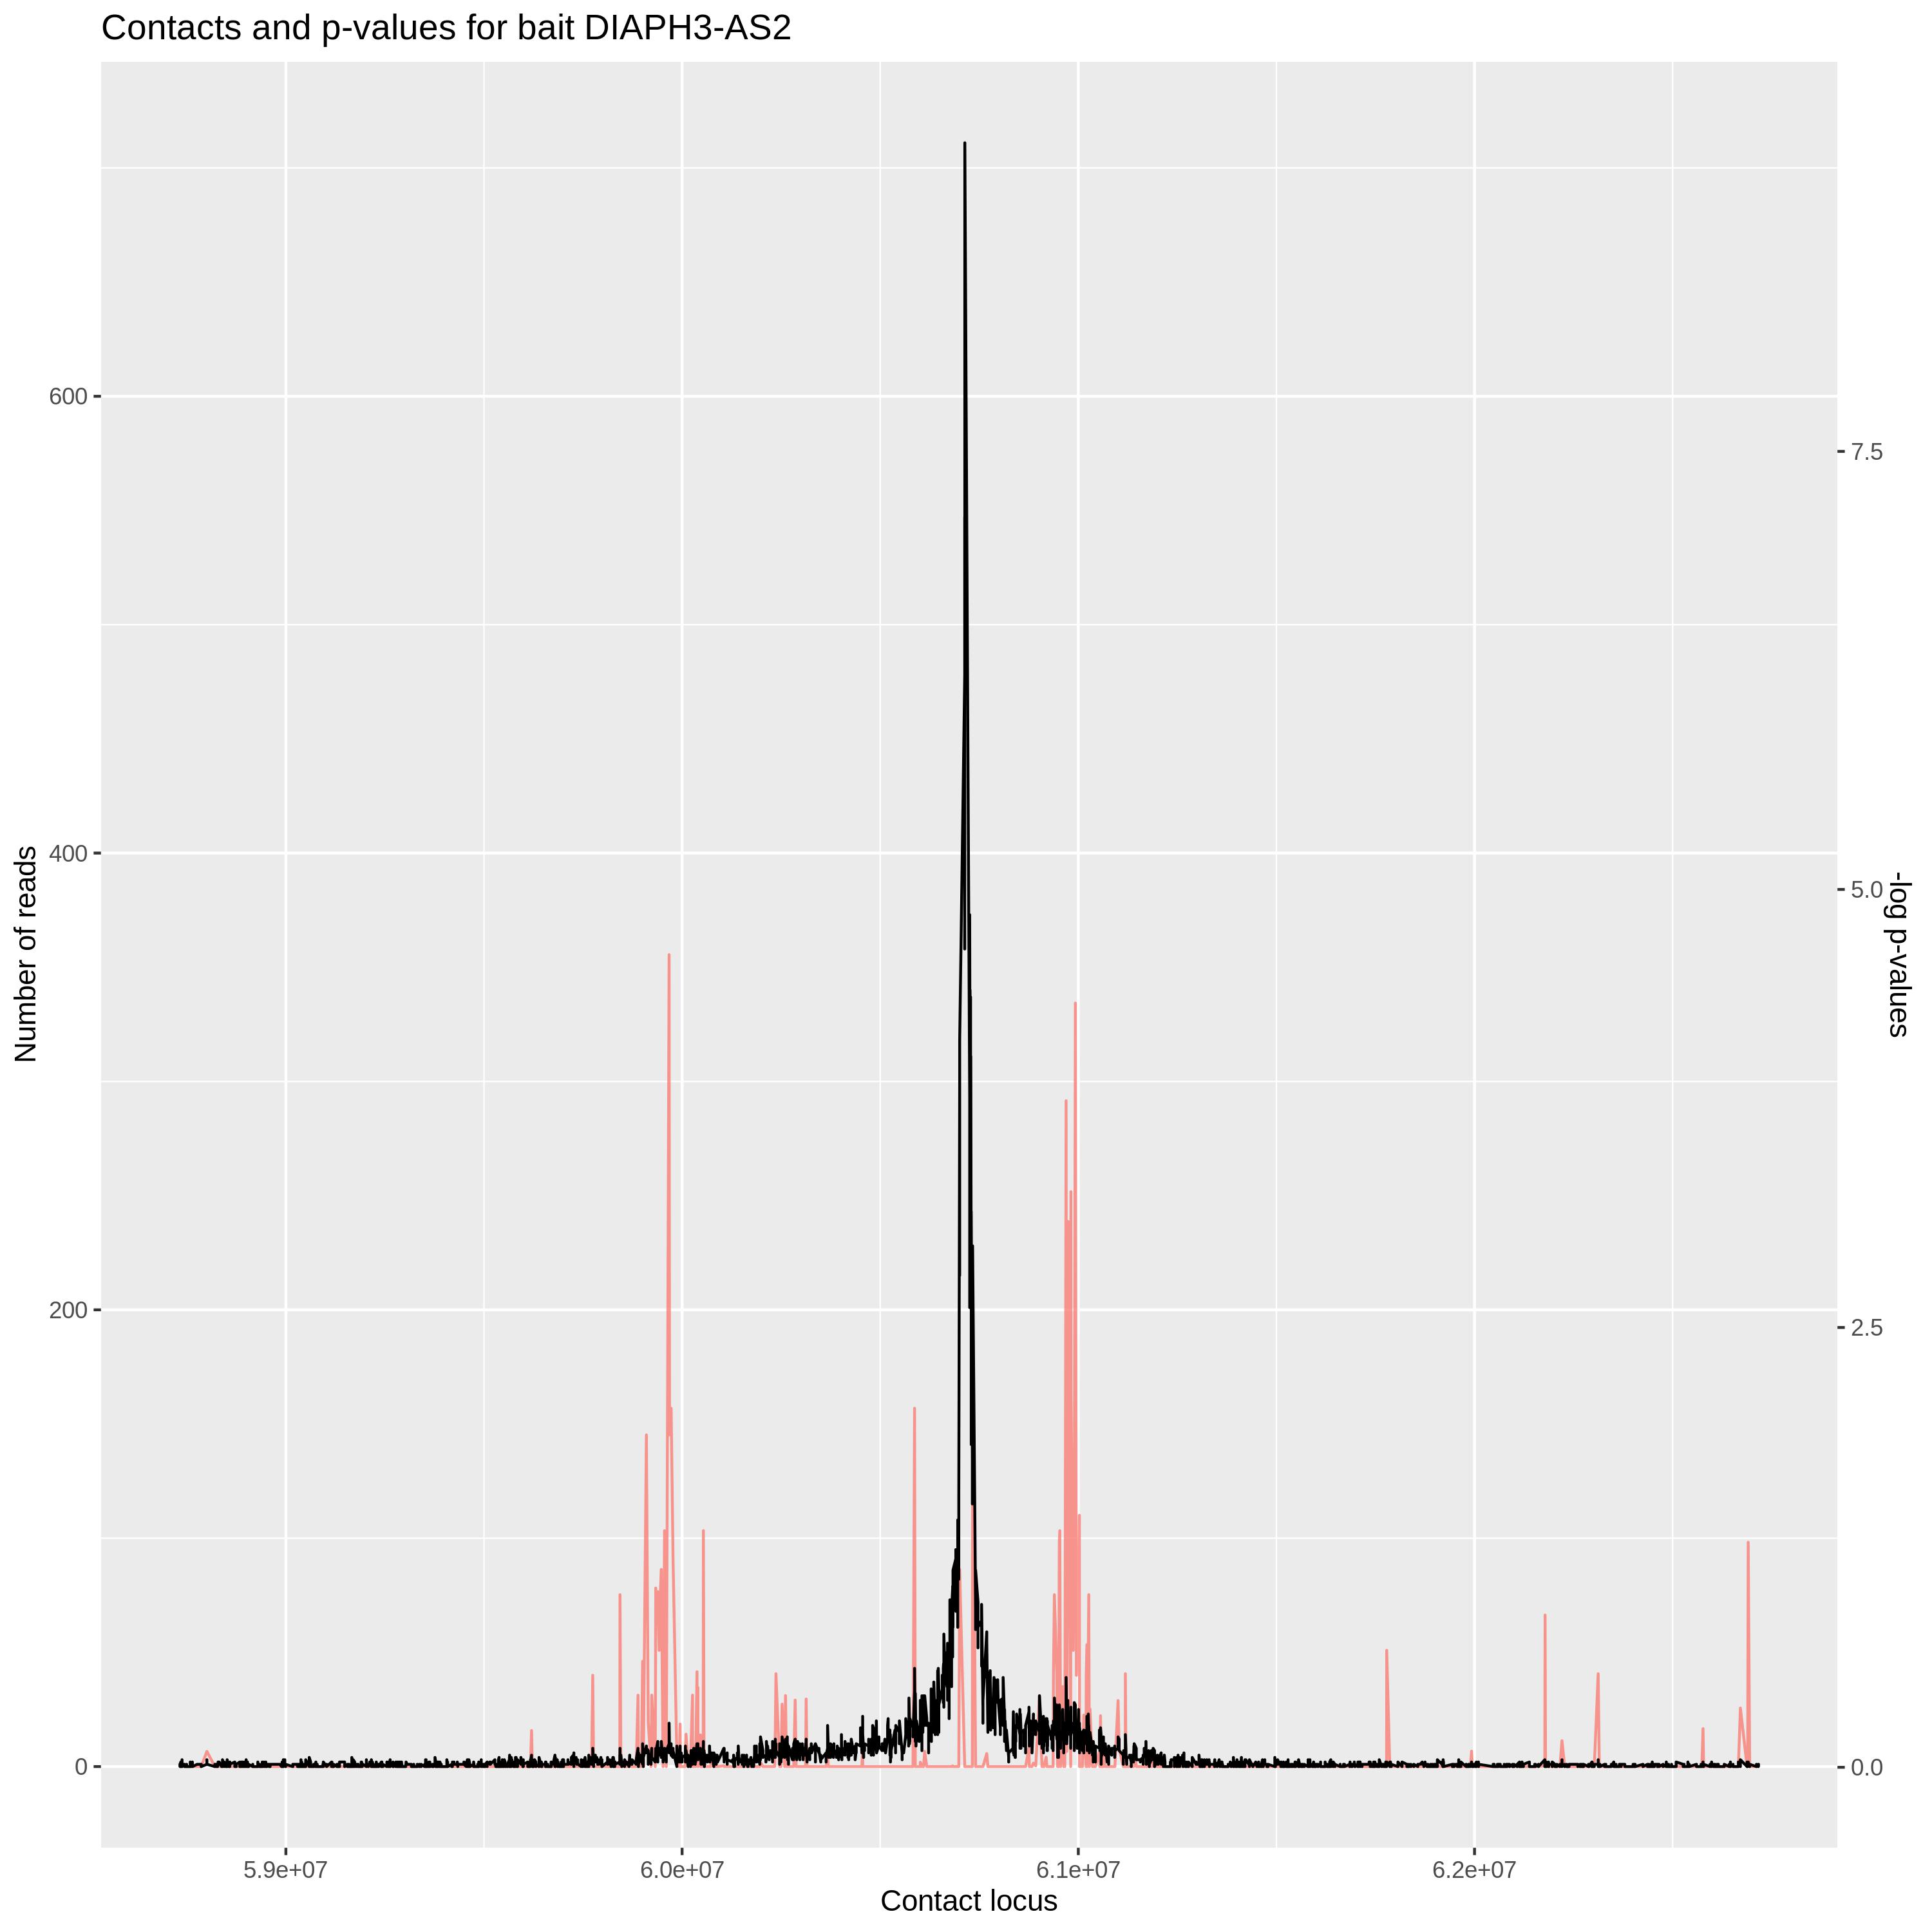 Contacts and p-values for bait DIAPH3-AS2
600
400
200
0
Number of reads
7.5
5.0
2.5
0.0
-log p-values
5.9e+07
6.0e+07
6.1e+07
6.2e+07
Contact locus